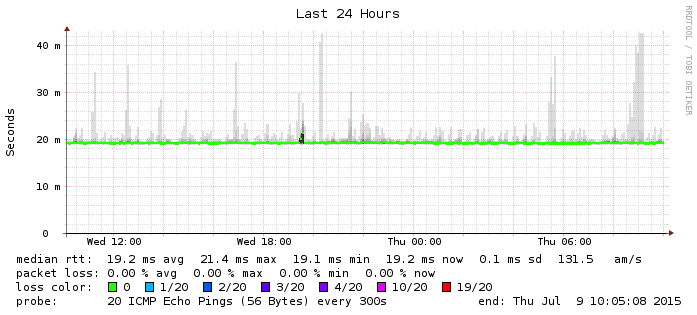 Last 24 Hours
RRDTOOL / TOBI OETIKER
Seconds
40 m
30 m
20 m
10 m
0
Wed 12:00 Wed 18:00 Thu 00:00 Thu 06:00
median rtt: 19.2 ms avg 21.4 ms max 19.1 ms min 19.2 ms now 0.1 ms sd 131.5 am/s
packet loss: 0.00 % avg 0.00 % max 0.00 % min 0.00 % now
loss color: 0 1/20 2/20 3/20 4/20 10/20 19/20
probe: 20 ICMP Echo Pings (56 Bytes) every 300s end: Thu Jul 9 10:05:08 2015